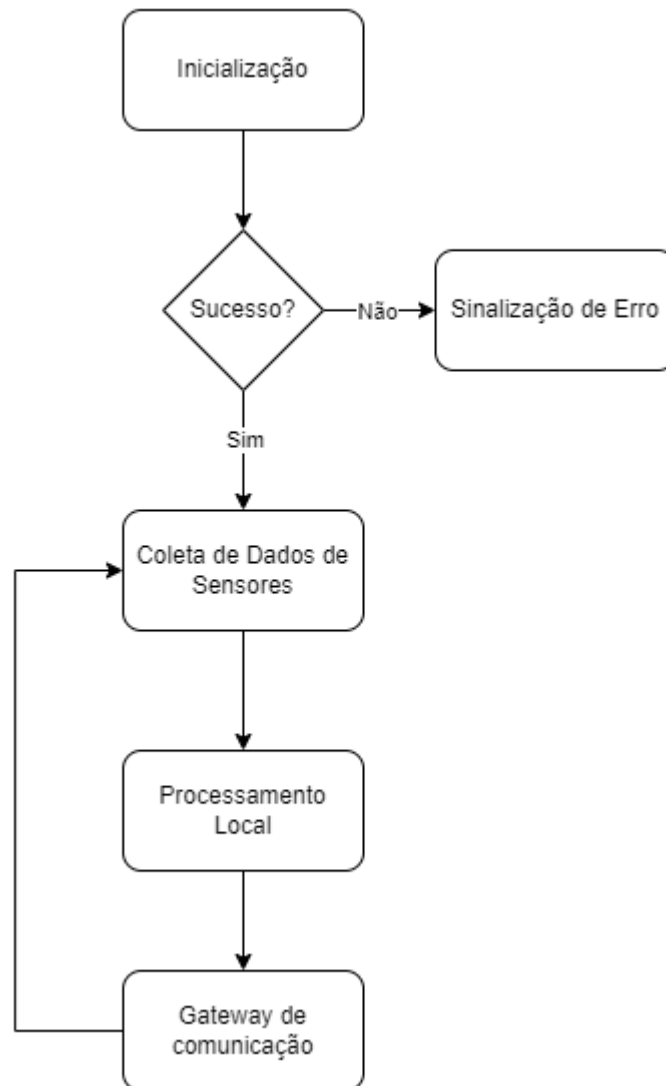 Inicialização
Sucesso?
Não
Sinalização de Erro
Sim
Coleta de Dados de
Sensores
Processamento
Local
Gateway de
comunicação